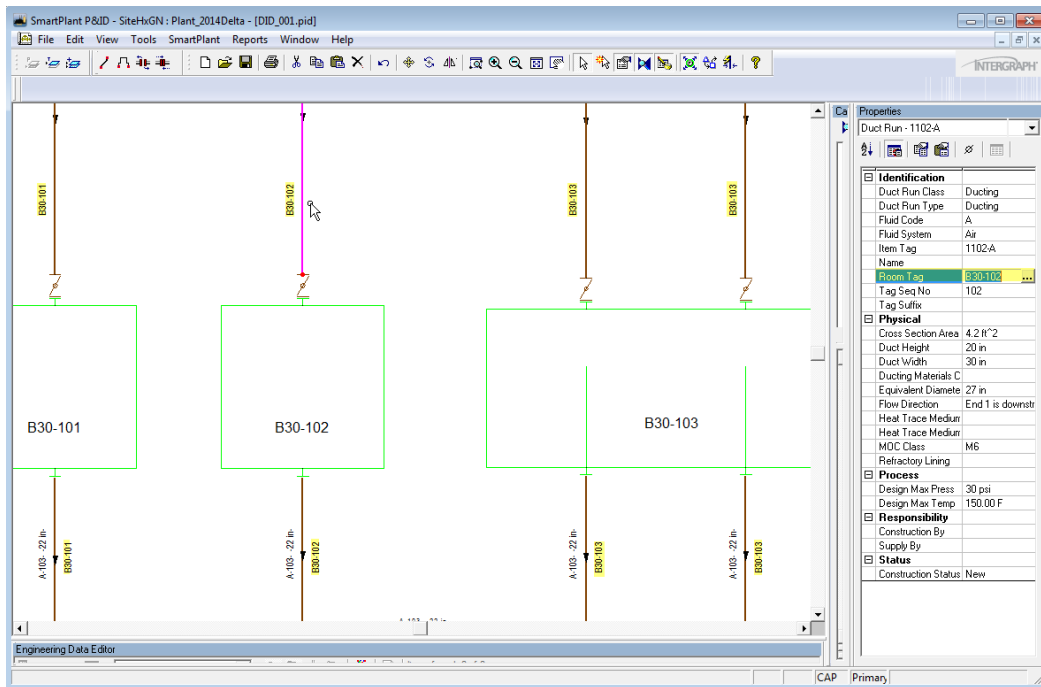 SmartPlant P&ID - SiteHxGN : Plant_2014Delta - [DID_001.pid]
File Edit View Tools SmartPlant Reports Window Help
INTERGRAPH
Ca
Properties
Duct Run - 1102-A
Identification
Duct Run Class Ducting
Duct Run Type Ducting
Fluid Code A
Fluid System Air
Item Tag 1102-A
Name
Room Tag B30-102 ...
Tag Seq No 102
Tag Suffix
Physical
Cross Section Area 4.2 ft^2
Duct Height 20 in
Duct Width 30 in
Ducting Materials C
Equivalent Diamete 27 in
Flow Direction End 1 is downstr
Heat Trace Medium
Heat Trace Medium
MOC Class M6
Refractory Lining
Process
Design Max Press 30 psi
Design Max Temp 150.00 F
Responsibility
Construction By
Supply By
Status
Construction Status New
B30-101
B30-102
B30-103
B30-103
B30-101
B30-102
B30-103
A-103- -22 in-
B30-101
A-103- -22 in-
B30-102
A-103- -22 in-
B30-103
A-103- -22 in-
B30-103
Engineering Data Editor
CAP Primary